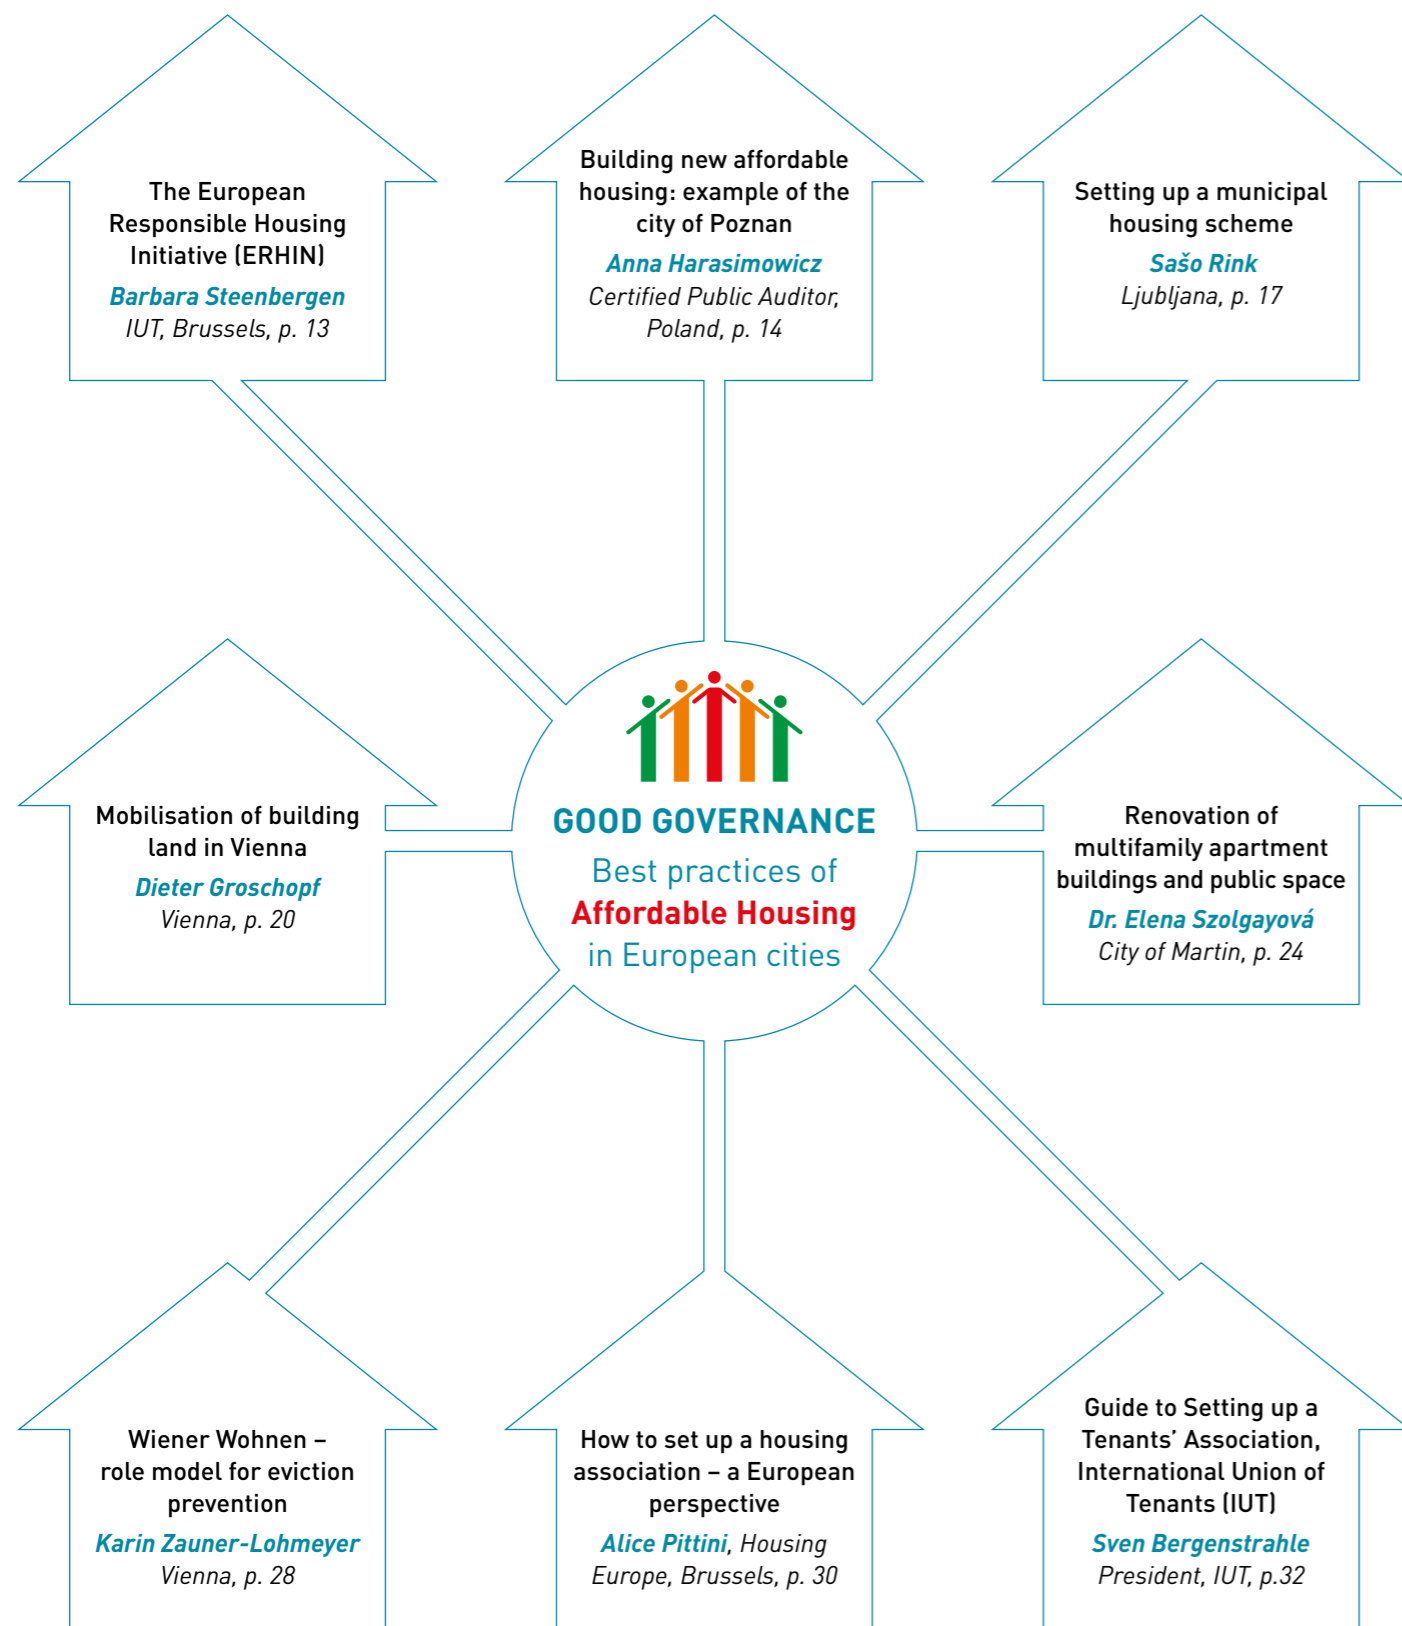 The European
Responsible Housing
Initiative (ERHIN)
Barbara Steenbergen
IUT, Brussels, p. 13
Building new affordable
housing: example of the
city of Poznan
Anna Harasimowicz
Certified Public Auditor,
Poland, p. 14
Setting up a municipal
housing scheme
Sašo Rink
Ljubljana, p. 17
Mobilisation of building
land in Vienna
Dieter Groschopf
Vienna, p. 20
GOOD GOVERNANCE
Best practices of
Affordable Housing
in European cities
Renovation of
multifamily apartment
buildings and public space
Dr. Elena Szolgayová
City of Martin, p. 24
Wiener Wohnen –
role model for eviction
prevention
Karin Zauner-Lohmeyer
Vienna, p. 28
How to set up a housing
association – a European
perspective
Alice Pittini, Housing
Europe, Brussels, p. 30
Guide to Setting up a
Tenants’ Association,
International Union of
Tenants (IUT)
Sven Bergenstrahle
President, IUT, p.32